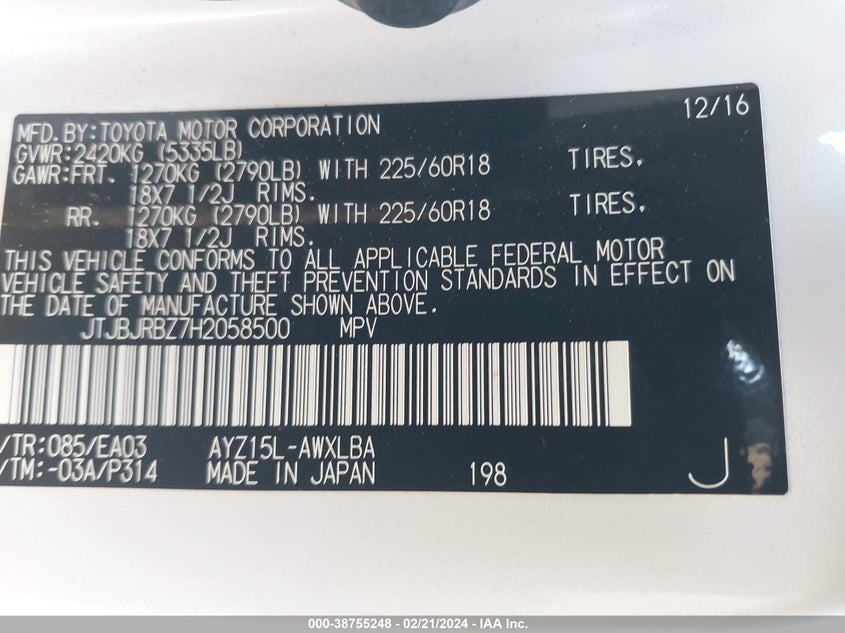 12/16
MFD. BY: TOYOTA MOTOR CORPORATION
GVWR: 2420KG (5335LB)
GAWR: FRT. 1270KG (2790LB) WITH 225/60R18 TIRES,
18X7 1/2J RIMS.
RR. 1270KG (2790LB) WITH 225/60R18 TIRES,
18X7 1/2J RIMS.
THIS VEHICLE CONFORMS TO ALL APPLICABLE FEDERAL MOTOR
VEHICLE SAFETY AND THEFT PREVENTION STANDARDS IN EFFECT ON
THE DATE OF MANUFACTURE SHOWN ABOVE.
JTJBJRBZ7H2058500 MPV
/TR: 085/EA03 AYZ15L-AWXLBA
/TM: -03A/P314 MADE IN JAPAN 198 J
000-38755248 - 02/21/2024 - IAA Inc.